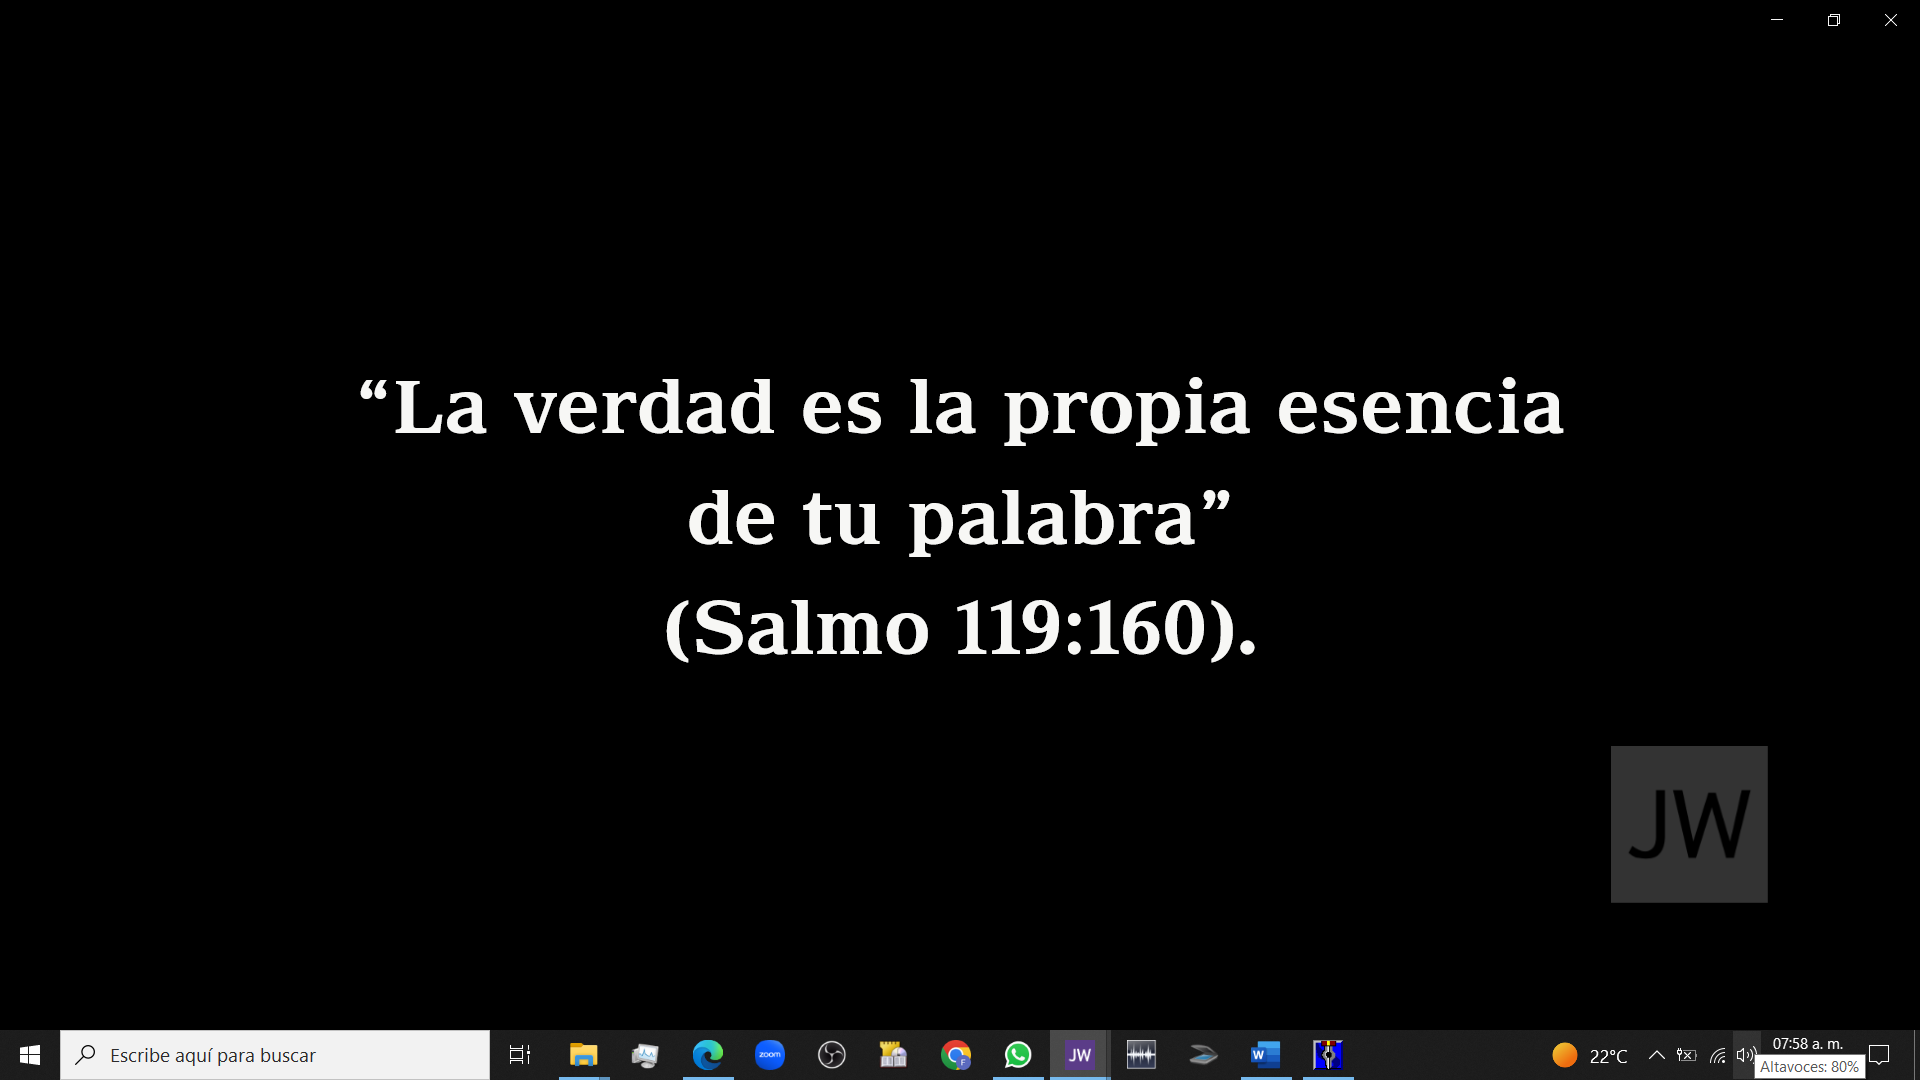 “La verdad es la propia esencia
de tu palabra”
(Salmo 119:160).
JW
Escribe aquí para buscar
zoom
F
JW
W
22°C
07:58 a. m.
Altavoces: 80%